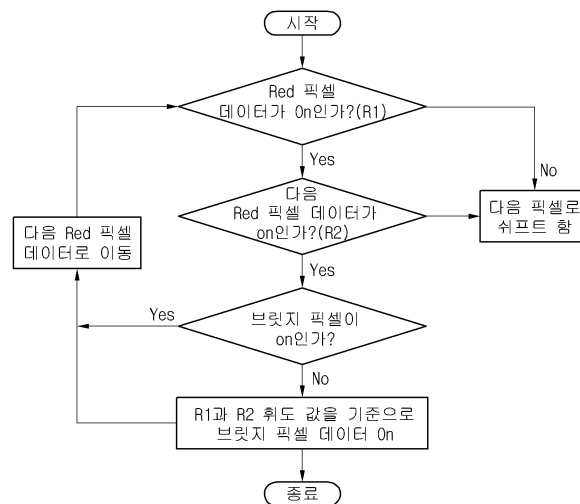 시작
Red 픽셀
데이터가 On인가?(R1)
Yes
No
다음
Red 픽셀 데이터가
on인가?(R2)
다음 픽셀로
쉬프트 함
다음 Red 픽셀
데이터로 이동
Yes
브릿지 픽셀이
on인가?
Yes
No
R1과 R2 휘도 값을 기준으로
브릿지 픽셀 데이터 On
종료